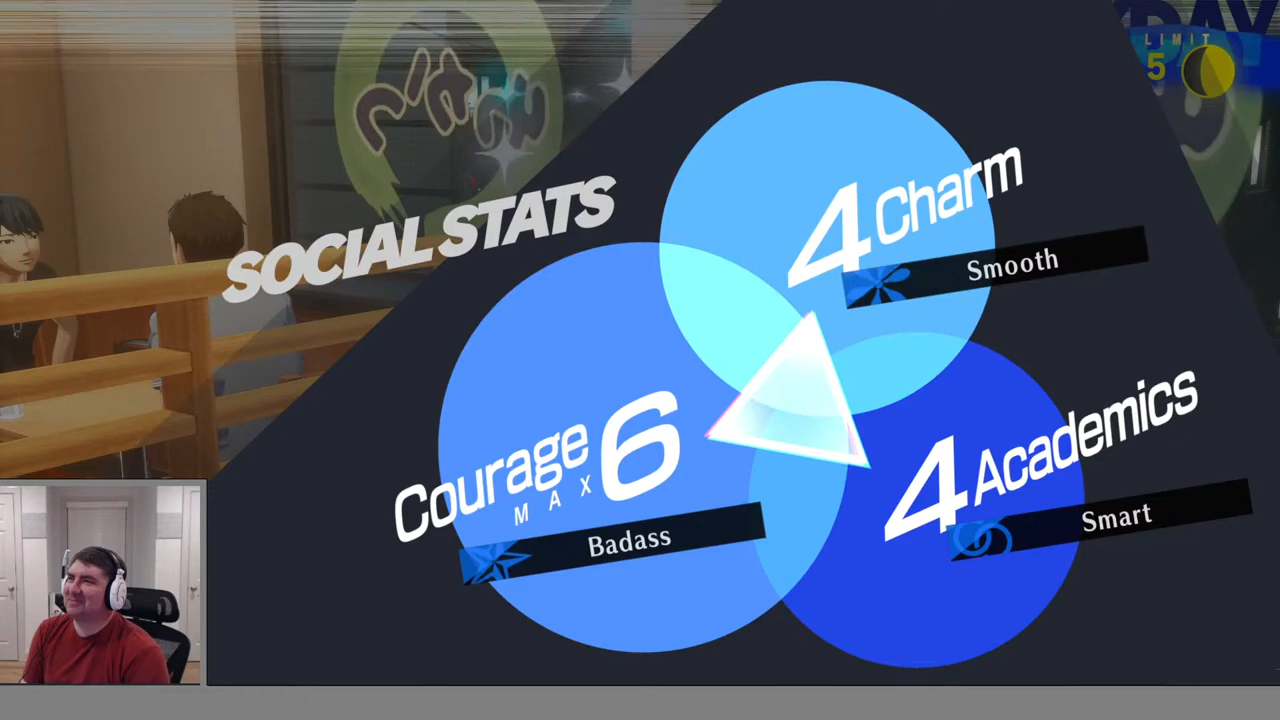 DAY
LIMIT
5
SOCIAL STATS
4 Charm
Smooth
Courage 6
MAX
Badass
4 Academics
Smart